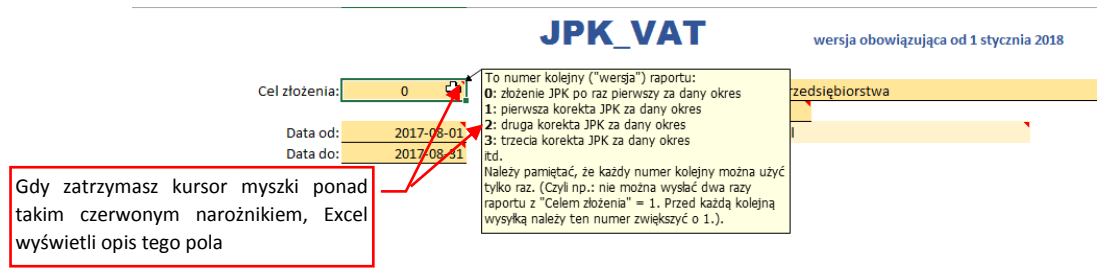 JPK_VAT
wersja obowiązująca od 1 stycznia 2018
Cel złożenia: 0
To numer kolejny ("wersja") raportu:
0: złożenie JPK po raz pierwszy za dany okres
1: pierwsza korekta JPK za dany okres
2: druga korekta JPK za dany okres
3: trzecia korekta JPK za dany okres
itd.
Należy pamiętać, że każdy numer kolejny można użyć
tylko raz. (Czyli np.: nie można wysłać dwa razy
raportu z "Celem złożenia" = 1. Przed każdą kolejną
wysyłką należy ten numer zwiększyć o 1.).
rzedsiębiorstwa
Data od: 2017-08-01
Data do: 2017-08-31
Gdy zatrzymasz kursor myszki ponad
takim czerwonym narożnikiem, Excel
wyświetli opis tego pola